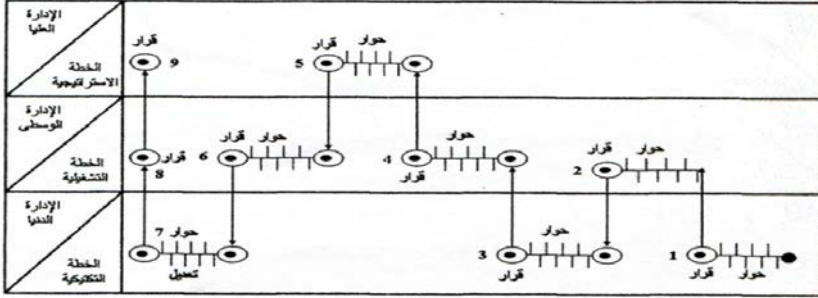 الإدارة
العليا
حوار قرار قرار
5 9
الخطة
الاستراتيجية
الإدارة
الوسطى
حوار حوار
قرار حوار قرار
2 4 6 قرار
قرار 8
الخطة
التشغيلية
الإدارة
الدنيا
حوار حوار 7
1 3
حوار قرار قرار تعديل
الخطة
التكتيكية